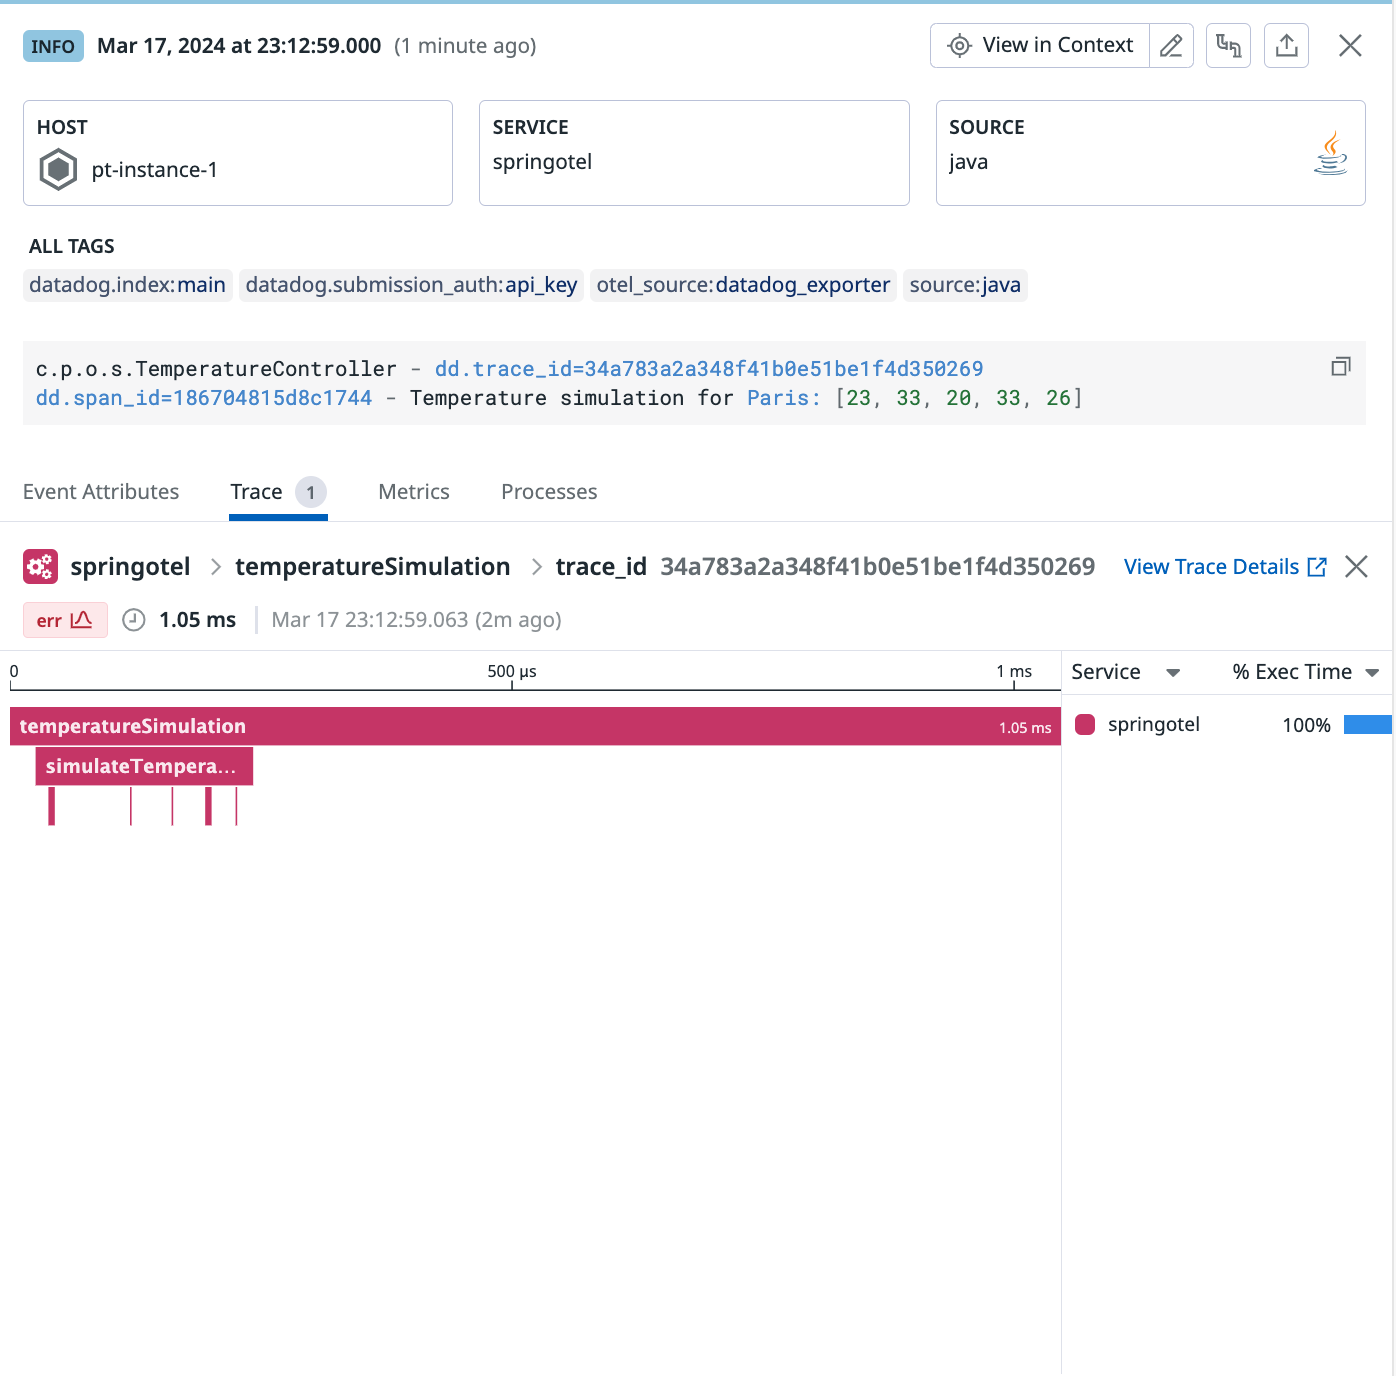 INFO Mar 17, 2024 at 23:12:59.000 (1 minute ago) View in Context
HOST
pt-instance-1
SERVICE
springotel
SOURCE
java
ALL TAGS
datadog.index:main datadog.submission_auth:api_key otel_source:datadog_exporter source:java
c.p.o.s.TemperatureController - dd.trace_id=34a783a2a348f41b0e51be1f4d350269
dd.span_id=186704815d8c1744 - Temperature simulation for Paris: [23, 33, 20, 33, 26]
Event Attributes Trace 1 Metrics Processes
springotel > temperatureSimulation > trace_id 34a783a2a348f41b0e51be1f4d350269 View Trace Details
err 1.05 ms Mar 17 23:12:59.063 (2m ago)
0 500 μs 1 ms Service % Exec Time
temperatureSimulation 1.05 ms springotel 100%
simulateTempera...